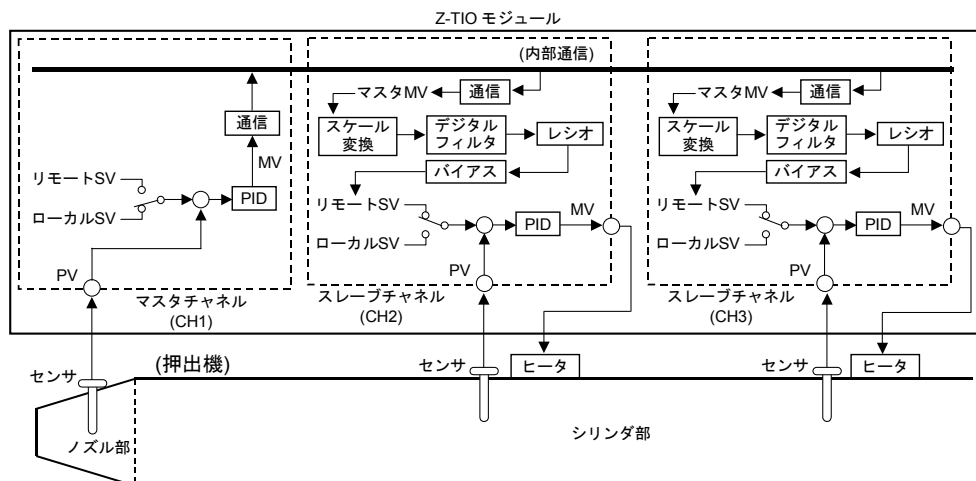 Z-TIO モジュール
(内部通信)
通信
MV
リモートSV
ローカルSV
PID
PV
マスタチャネル
(CH1)
マスタMV
通信
スケール
変換
デジタル
フィルタ
レシオ
バイアス
リモートSV
ローカルSV
PID
MV
PV
スレーブチャネル
(CH2)
マスタMV
通信
スケール
変換
デジタル
フィルタ
レシオ
バイアス
リモートSV
ローカルSV
PID
MV
PV
スレーブチャネル
(CH3)
センサ
(押出機)
センサ
ヒータ
センサ
ヒータ
ノズル部
シリンダ部